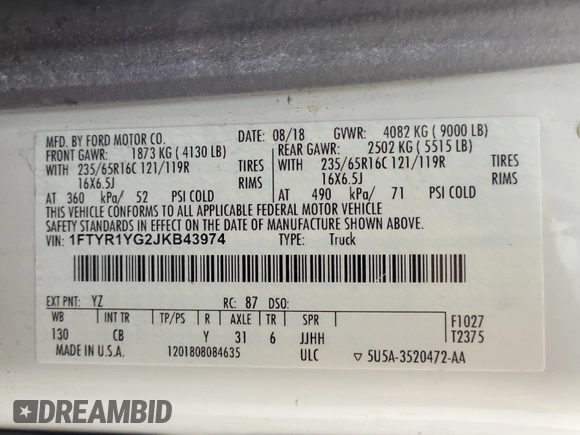 MFD. BY FORD MOTOR CO. 08/18 GVWR: 4082 KG ( 9000 LB)
FRONT GAWR: 1873 KG ( 4130 LB) REAR GAWR: 2502 KG ( 5515 LB)
WITH 235/65R16C 121/119R TIRES WITH 235/65R16C 121/119R TIRES
16X6.5J RIMS 16X6.5J RIMS
AT 360 kPa/ 52 PSI COLD AT 490 kPa/ 71 PSI COLD
THIS VEHICLE CONFORMS TO ALL APPLICABLE FEDERAL MOTOR VEHICLE
SAFETY STANDARDS IN EFFECT ON THE DATE OF MANUFACTURE SHOWN ABOVE.
VIN: 1FTYR1YG2JKB43974 TYPE: Truck
EXT PNT: YZ RC: 87 DSO:
WB INT TR TP/PS R AXLE TR SPR F1027
130 CB Y 31 6 JJHH T2375
MADE IN U.S.A. 1201808084635 ULC ▽ 5U5A-3520472-AA
DREAMBID